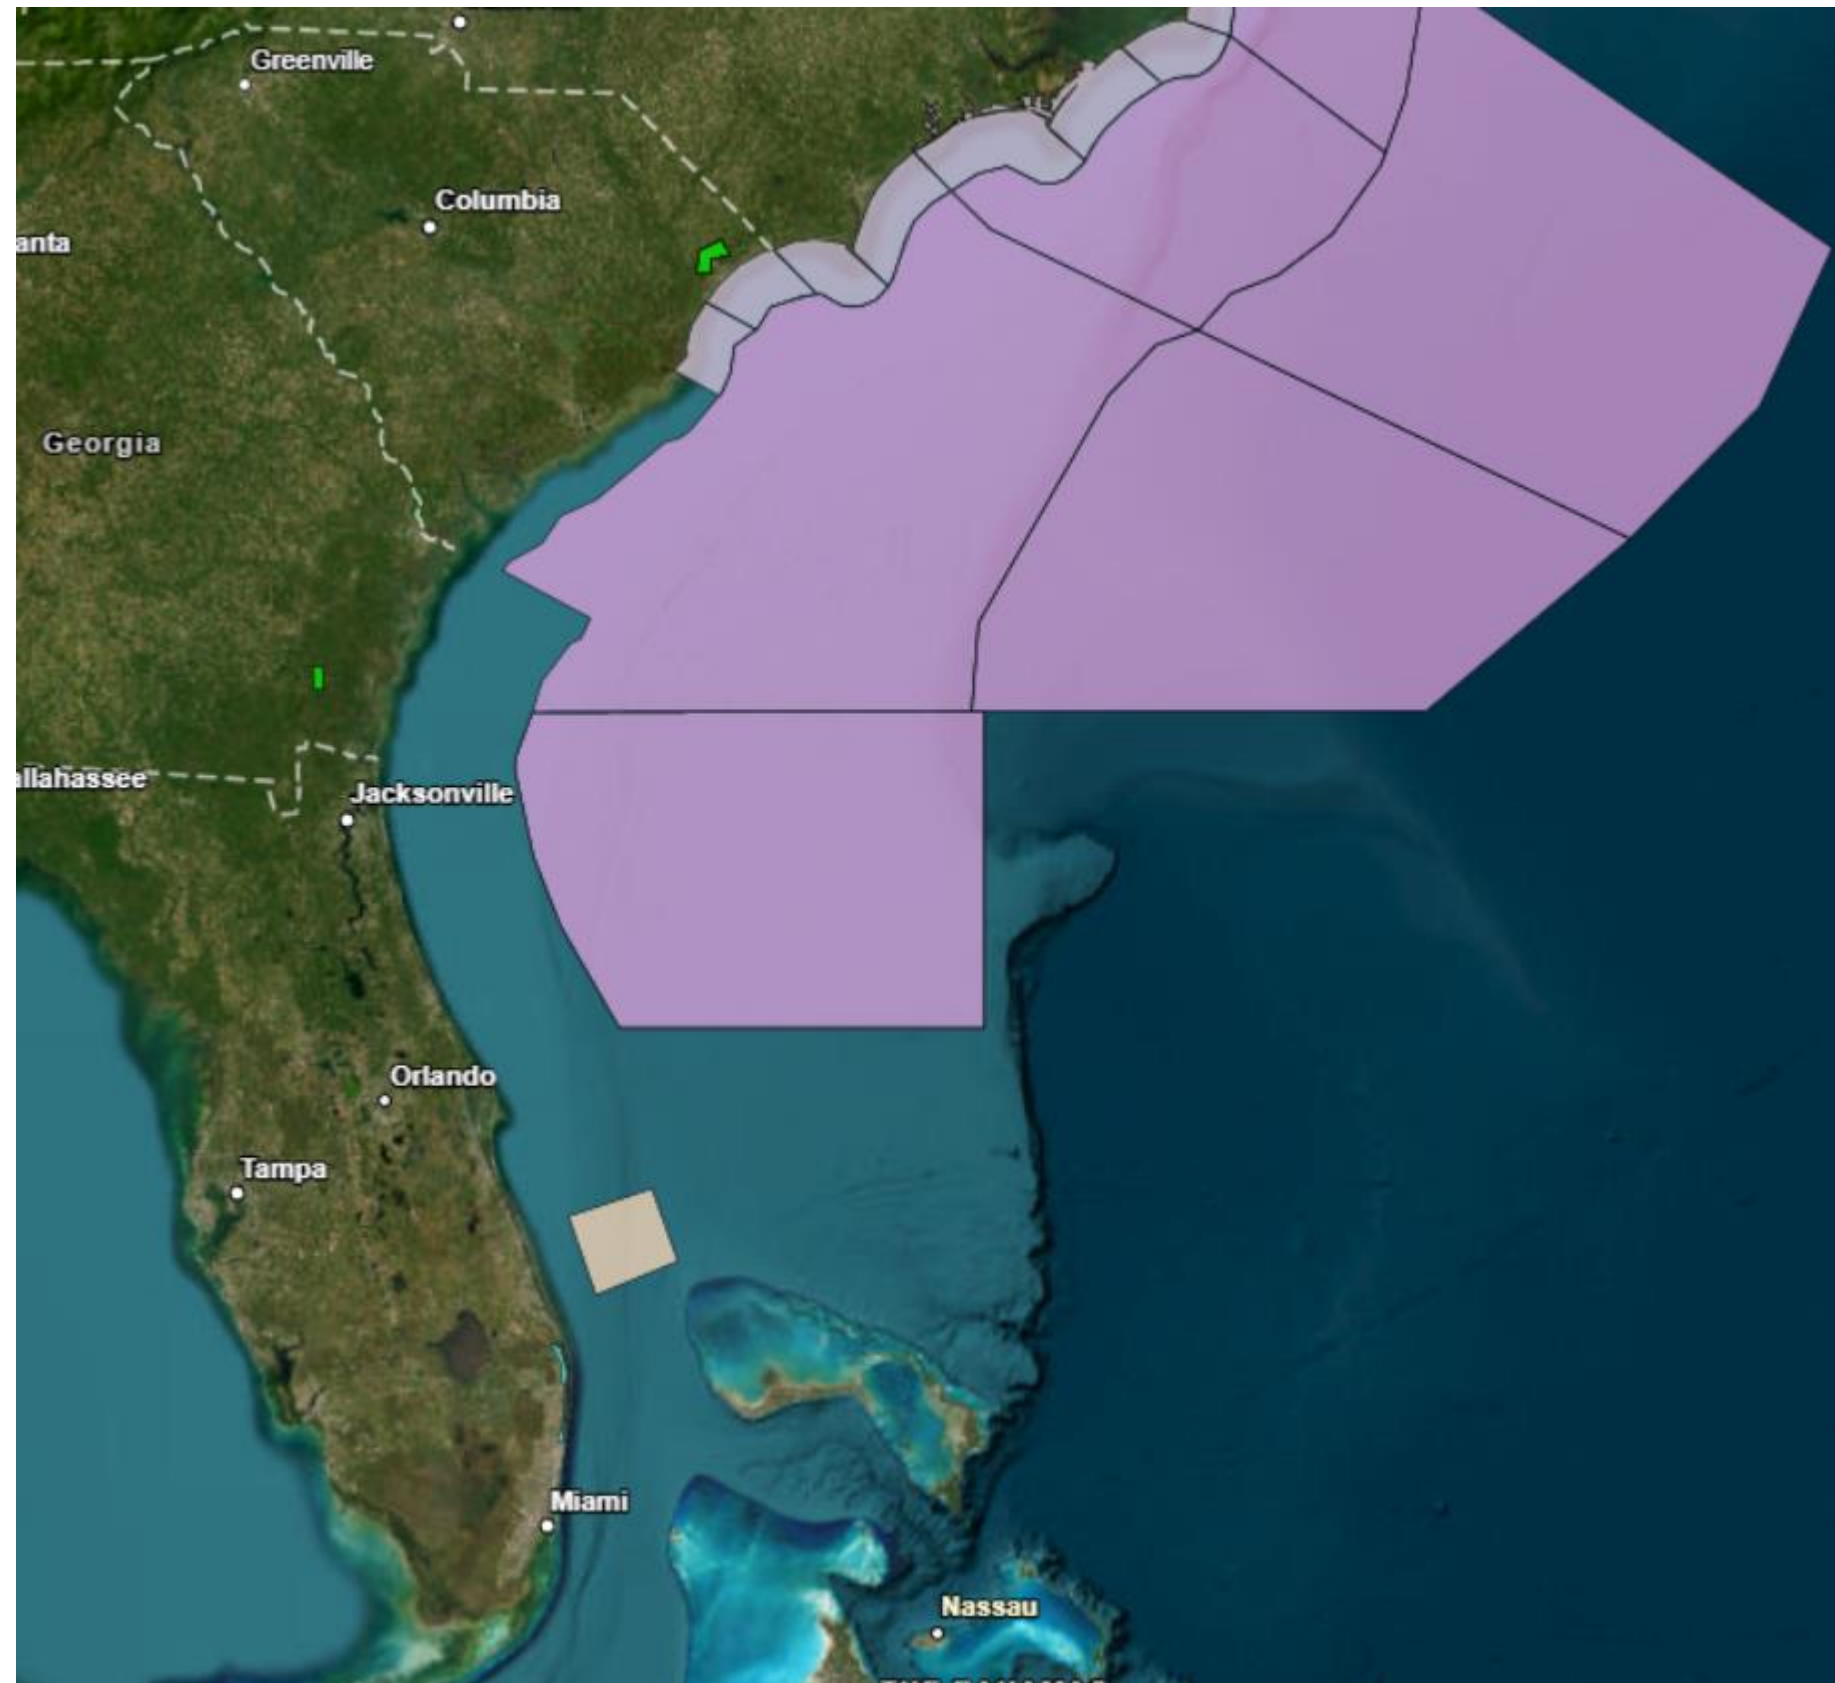 Greenville
Columbia
anta
Georgia
allahassee
Jacksonville
Orlando
Tampa
Miami
Nassau